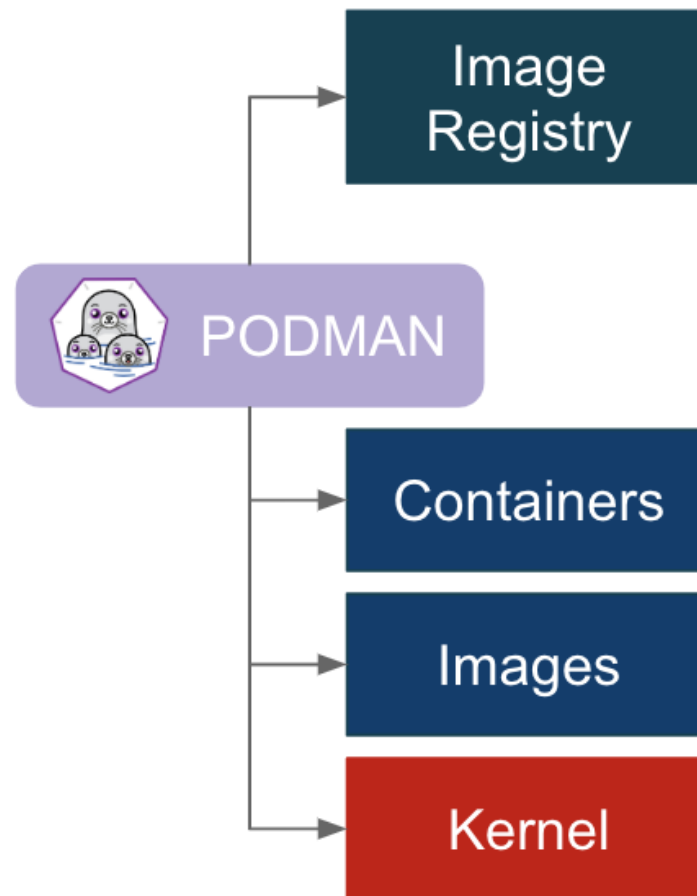 Image
Registry
PODMAN
Containers
Images
Kernel